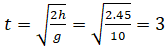 t = √(2h/g) = √(2.45/10) = 3